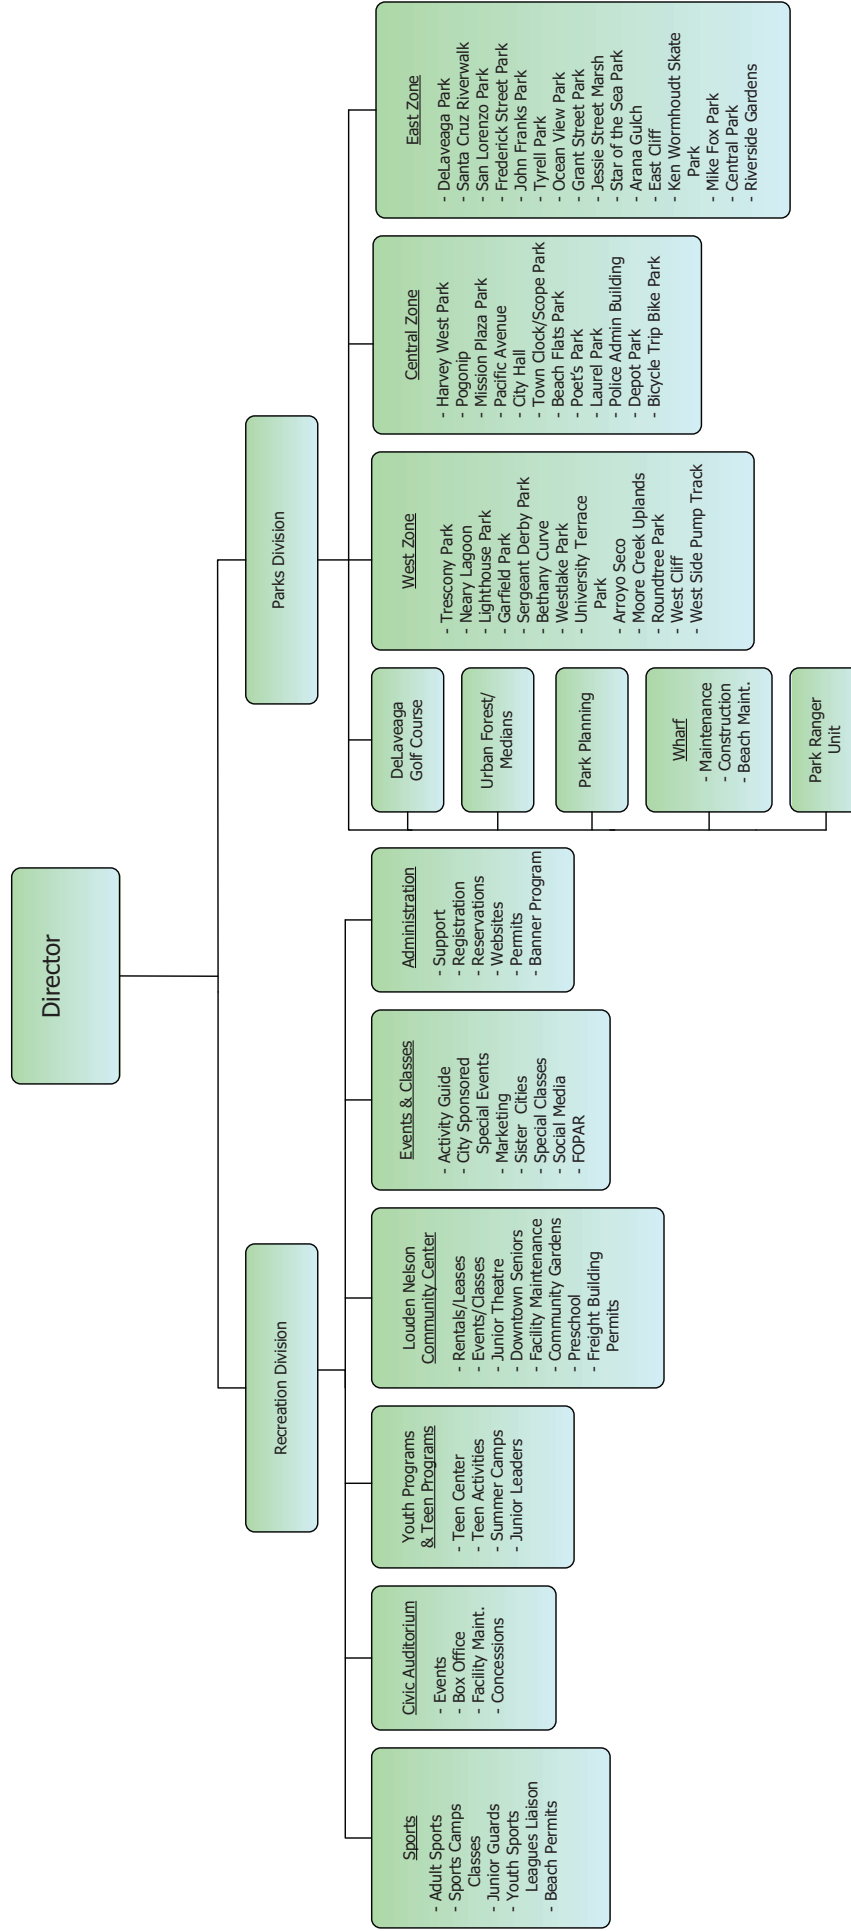 Director
Recreation Division
Parks Division
Sports
- Adult Sports
- Sports Camps
Classes
- Junior Guards
- Youth Sports
Leagues Liaison
- Beach Permits
Civic Auditorium
- Events
- Box Office
- Facility Maint.
- Concessions
Youth Programs
& Teen Programs
- Teen Center
- Teen Activities
- Summer Camps
- Junior Leaders
Louden Nelson
Community Center
- Rentals/Leases
- Events/Classes
- Junior Theatre
- Downtown Seniors
- Facility Maintenance
- Community Gardens
- Preschool
- Freight Building
Permits
Events & Classes
- Activity Guide
- City Sponsored
Special Events
- Marketing
- Sister Cities
- Special Classes
- Social Media
- FOPAR
Administration
- Support
- Registration
- Reservations
- Websites
- Permits
- Banner Program
DeLaveaga
Golf Course
Urban Forest/
Medians
Park Planning
Wharf
- Maintenance
- Construction
- Beach Maint.
Park Ranger
Unit
West Zone
- Trescony Park
- Neary Lagoon
- Lighthouse Park
- Garfield Park
- Sergeant Derby Park
- Bethany Curve
- Westlake Park
- University Terrace
Park
- Arroyo Seco
- Moore Creek Uplands
- Roundtree Park
- West Cliff
- West Side Pump Track
Central Zone
- Harvey West Park
- Pogonip
- Mission Plaza Park
- Pacific Avenue
- City Hall
- Town Clock/Scope Park
- Beach Flats Park
- Poet's Park
- Laurel Park
- Police Admin Building
- Depot Park
- Bicycle Trip Bike Park
East Zone
- DeLaveaga Park
- Santa Cruz Riverwalk
- San Lorenzo Park
- Frederick Street Park
- John Franks Park
- Tyrell Park
- Ocean View Park
- Grant Street Park
- Jessie Street Marsh
- Star of the Sea Park
- Arana Gulch
- East Cliff
- Ken Wormhoudt Skate
Park
- Mike Fox Park
- Central Park
- Riverside Gardens